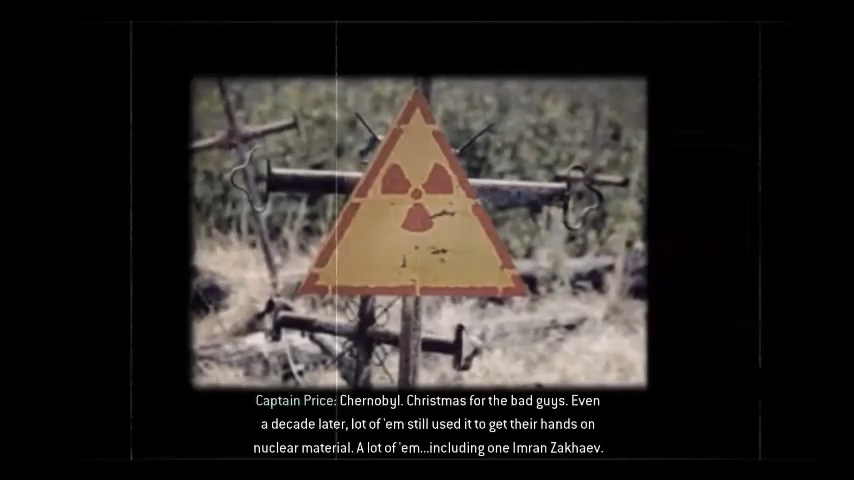 Captain Price: Chernobyl. Christmas for the bad guys. Even
a decade later, lot of 'em still used it to get their hands on
nuclear material. A lot of 'em...including one Imran Zakhaev.